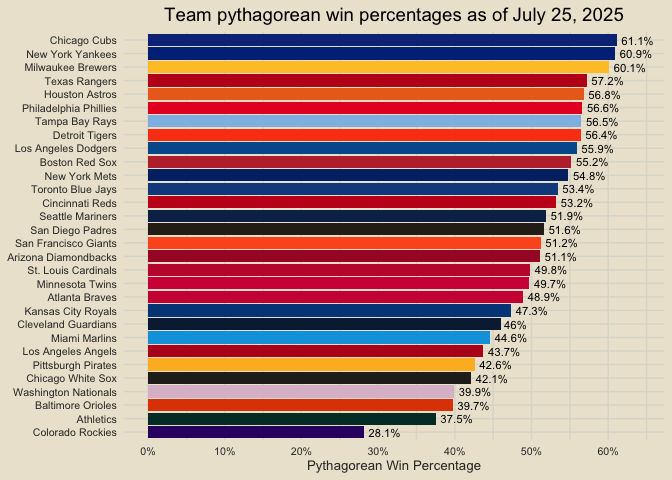 Team pythagorean win percentages as of July 25, 2025
Chicago Cubs 61.1%
New York Yankees 60.9%
Milwaukee Brewers 60.1%
Texas Rangers 57.2%
Houston Astros 56.8%
Philadelphia Phillies 56.6%
Tampa Bay Rays 56.5%
Detroit Tigers 56.4%
Los Angeles Dodgers 55.9%
Boston Red Sox 55.2%
New York Mets 54.8%
Toronto Blue Jays 53.4%
Cincinnati Reds 53.2%
Seattle Mariners 51.9%
San Diego Padres 51.6%
San Francisco Giants 51.2%
Arizona Diamondbacks 51.1%
St. Louis Cardinals 49.8%
Minnesota Twins 49.7%
Atlanta Braves 48.9%
Kansas City Royals 47.3%
Cleveland Guardians 46%
Miami Marlins 44.6%
Los Angeles Angels 43.7%
Pittsburgh Pirates 42.6%
Chicago White Sox 42.1%
Washington Nationals 39.9%
Baltimore Orioles 39.7%
Athletics 37.5%
Colorado Rockies 28.1%
0% 10% 20% 30% 40% 50% 60%
Pythagorean Win Percentage